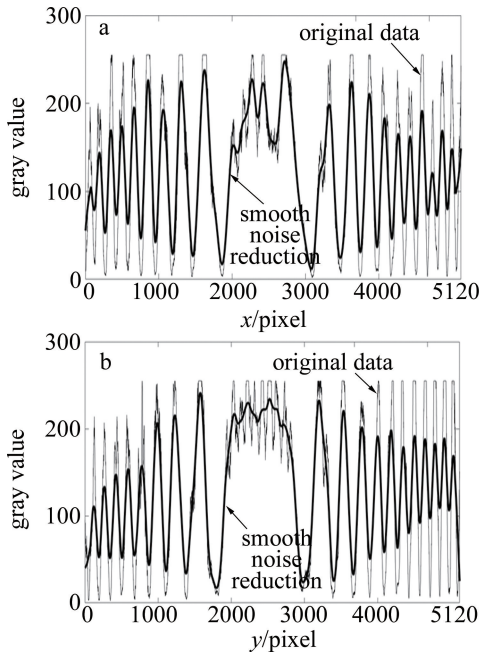 a
original data
300
200
100
0
gray value
smooth
noise
reduction
0 1000 2000 3000 4000 5120
x/pixel
b
original data
300
200
100
0
gray value
smooth
noise
reduction
0 1000 2000 3000 4000 5120
y/pixel